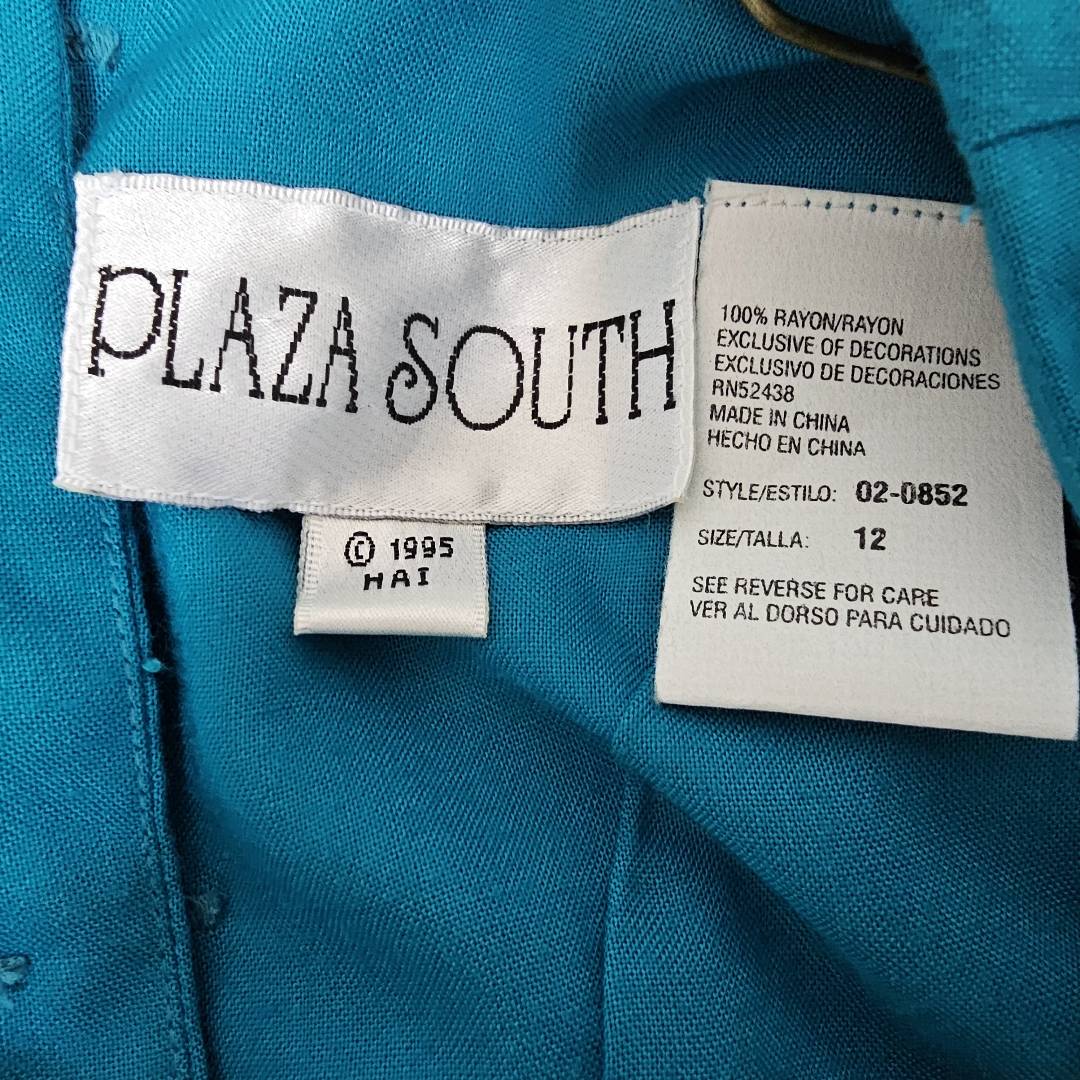 PLAZA SOUTH
© 1995
HAI
100% RAYON/RAYON
EXCLUSIVE OF DECORATIONS
EXCLUSIVO DE DECORACIONES
RN52438
MADE IN CHINA
HECHO EN CHINA
STYLE/ESTILO: 02-0852
SIZE/TALLA: 12
SEE REVERSE FOR CARE
VER AL DORSO PARA CUIDADO